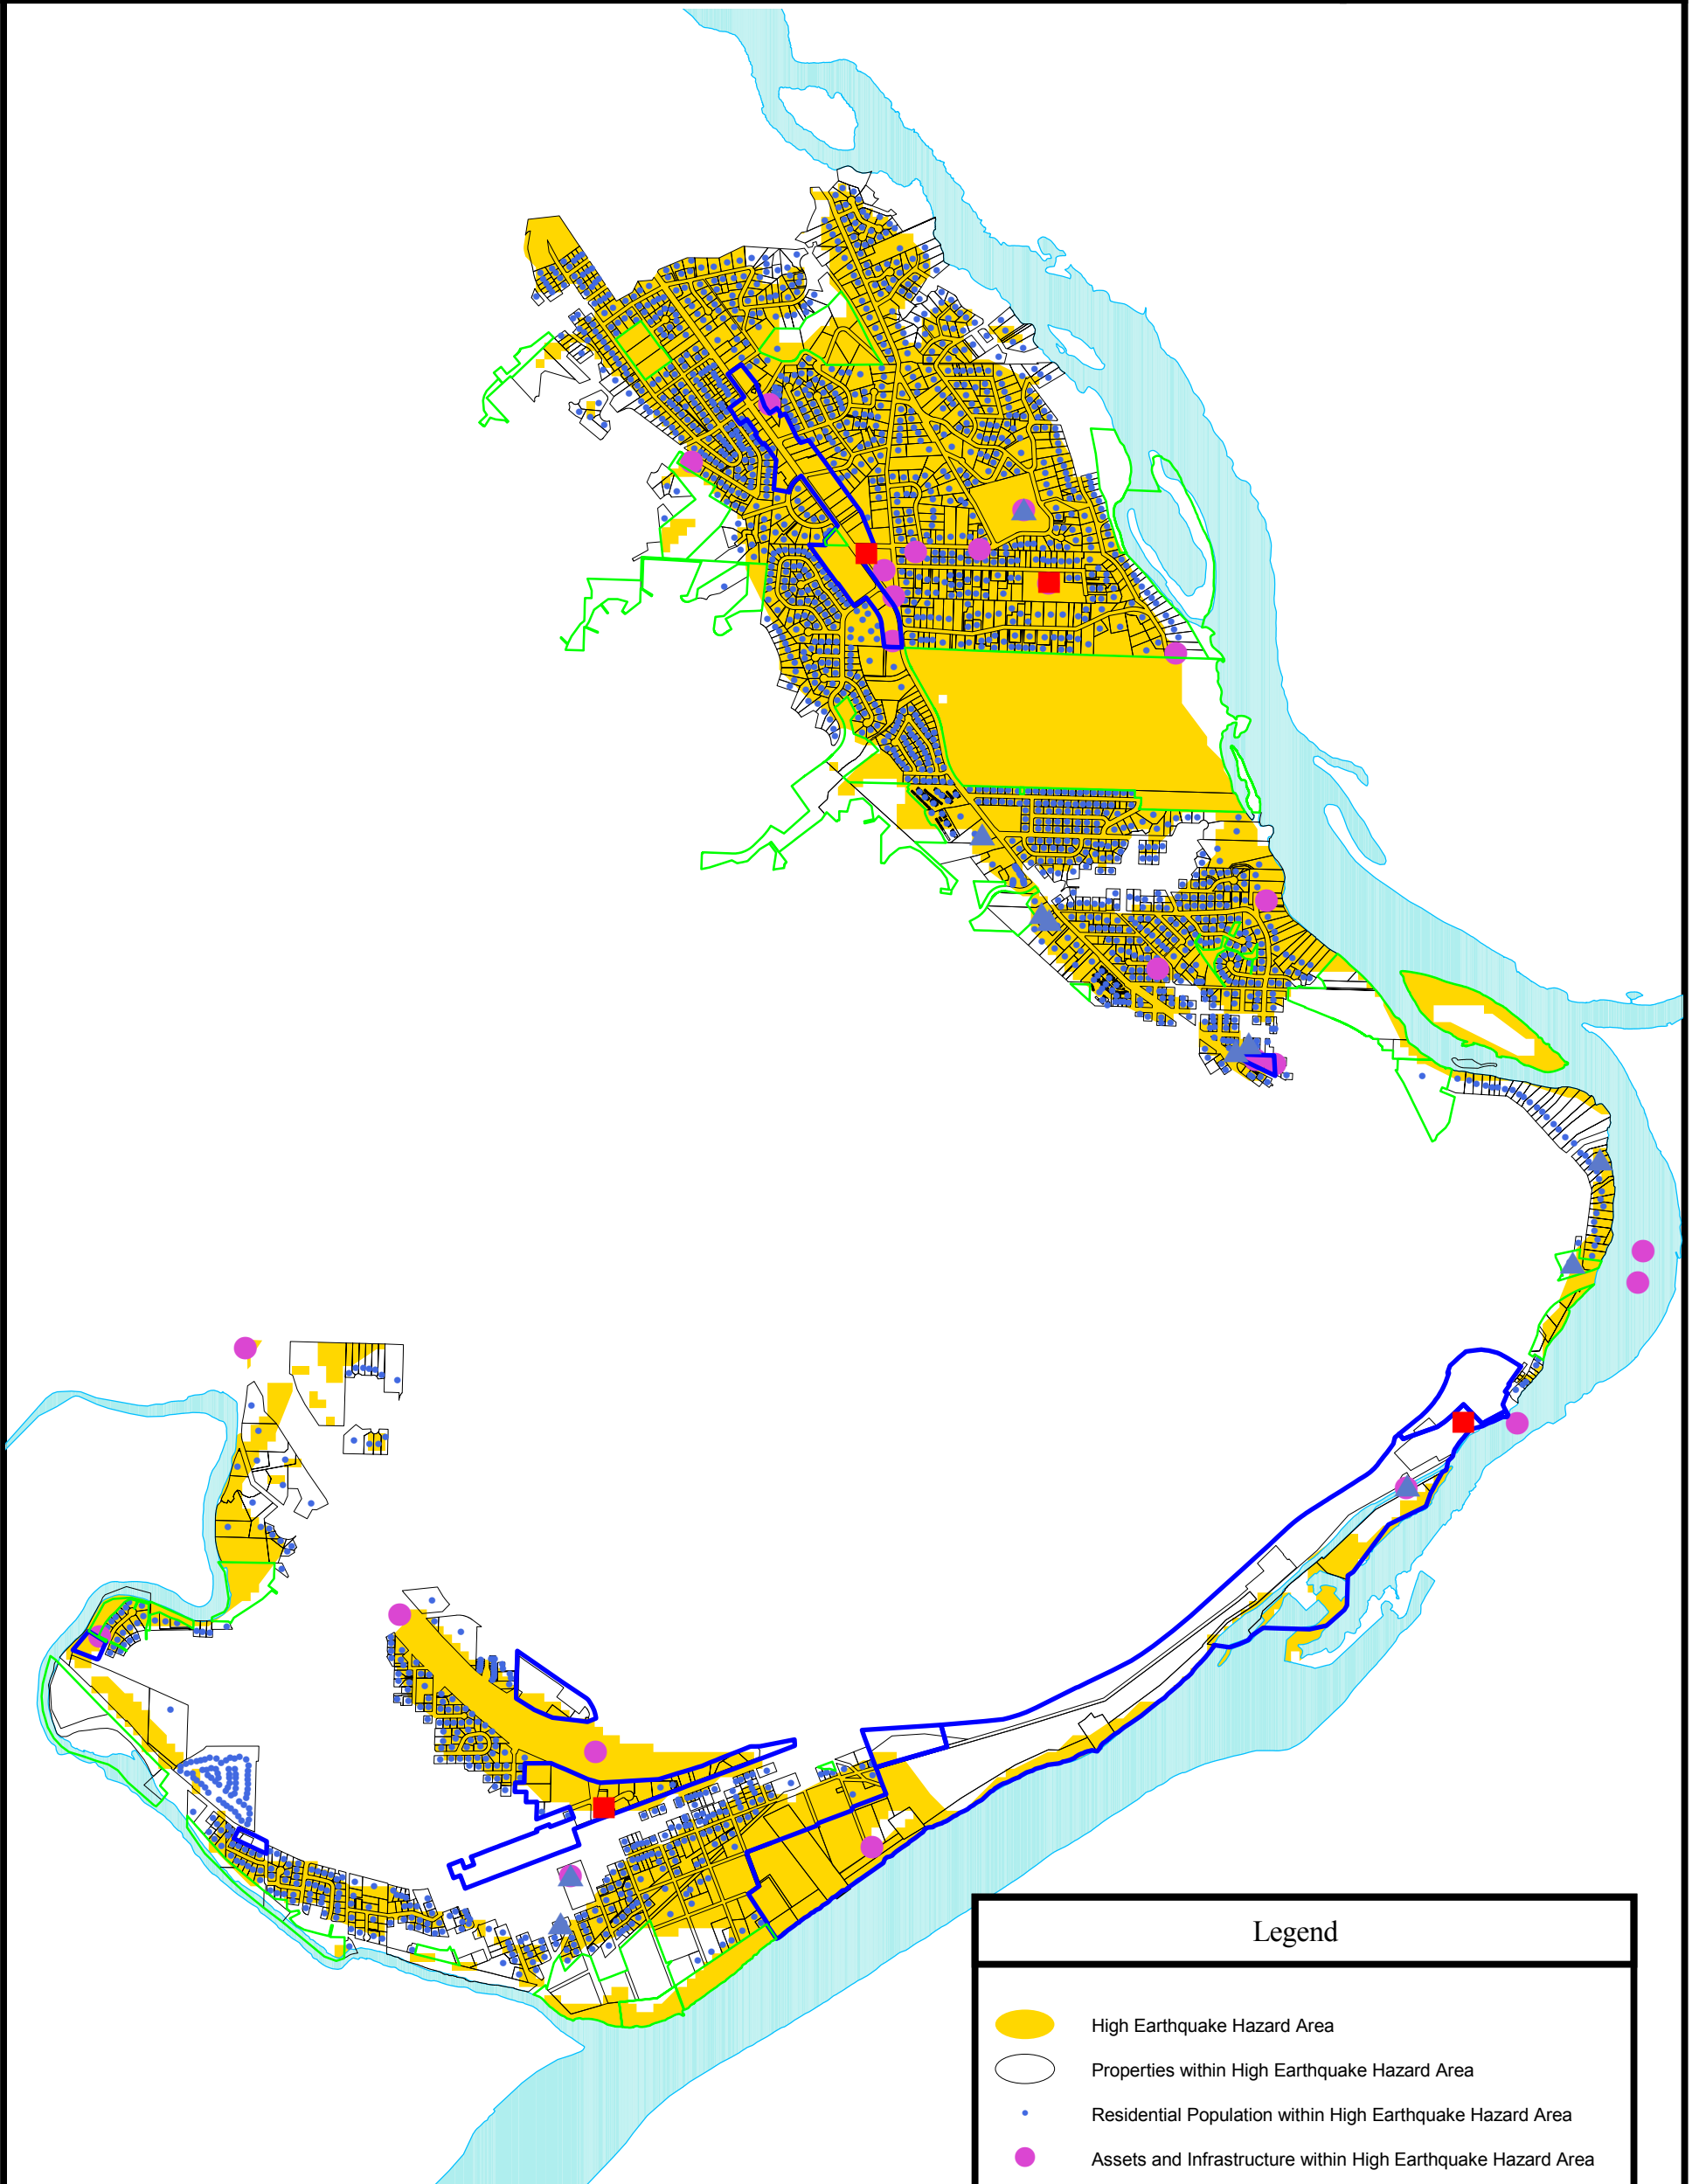 Legend
High Earthquake Hazard Area
Properties within High Earthquake Hazard Area
Residential Population within High Earthquake Hazard Area
Assets and Infrastructure within High Earthquake Hazard Area